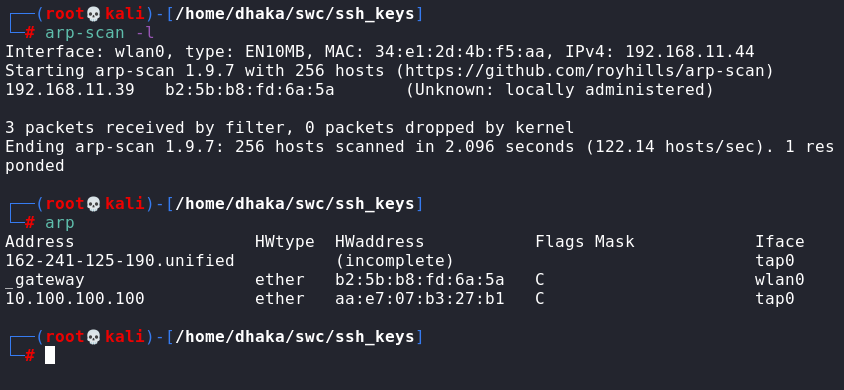 ┌──(root💀kali)-[/home/dhaka/swc/ssh_keys]
└─# arp-scan -l
Interface: wlan0, type: EN10MB, MAC: 34:e1:2d:4b:f5:aa, IPv4: 192.168.11.44
Starting arp-scan 1.9.7 with 256 hosts (https://github.com/royhills/arp-scan)
192.168.11.39   b2:5b:b8:fd:6a:5a       (Unknown: locally administered)

3 packets received by filter, 0 packets dropped by kernel
Ending arp-scan 1.9.7: 256 hosts scanned in 2.096 seconds (122.14 hosts/sec). 1 res
ponded

┌──(root💀kali)-[/home/dhaka/swc/ssh_keys]
└─# arp
Address                  HWtype  HWaddress           Flags Mask            Iface
162-241-125-190.unified          (incomplete)                              tap0
_gateway                 ether   b2:5b:b8:fd:6a:5a   C                     wlan0
10.100.100.100           ether   aa:e7:07:b3:27:b1   C                     tap0

┌──(root💀kali)-[/home/dhaka/swc/ssh_keys]
└─#